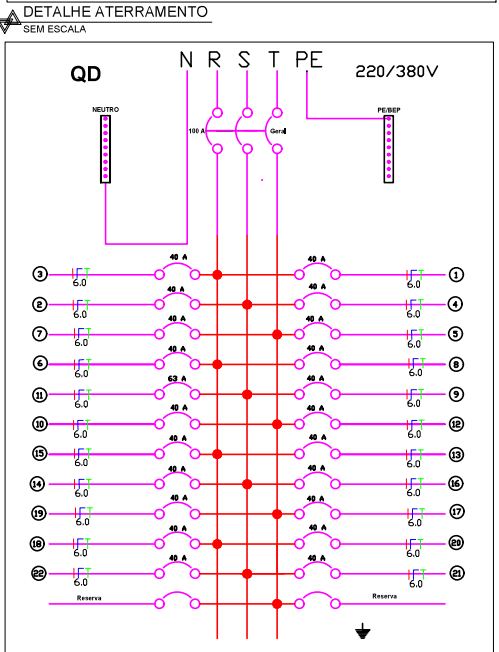 DETALHE ATERRAMENTO
SEM ESCALA
N R S T PE
QD
220/380V
NEUTRO
PE/BEP
100 A
Geral
40 A 40 A
3 6.0 6.0 1
40 A 40 A
2 6.0 6.0 4
40 A 40 A
7 6.0 6.0 5
40 A 40 A
6 6.0 6.0 8
63 A 40 A
11 6.0 6.0 9
40 A 40 A
10 6.0 6.0 12
40 A 40 A
15 6.0 6.0 13
40 A 40 A
14 6.0 6.0 16
40 A 40 A
19 6.0 6.0 17
40 A 40 A
18 6.0 6.0 20
40 A 40 A
22 6.0 6.0 21
Reserva Reserva